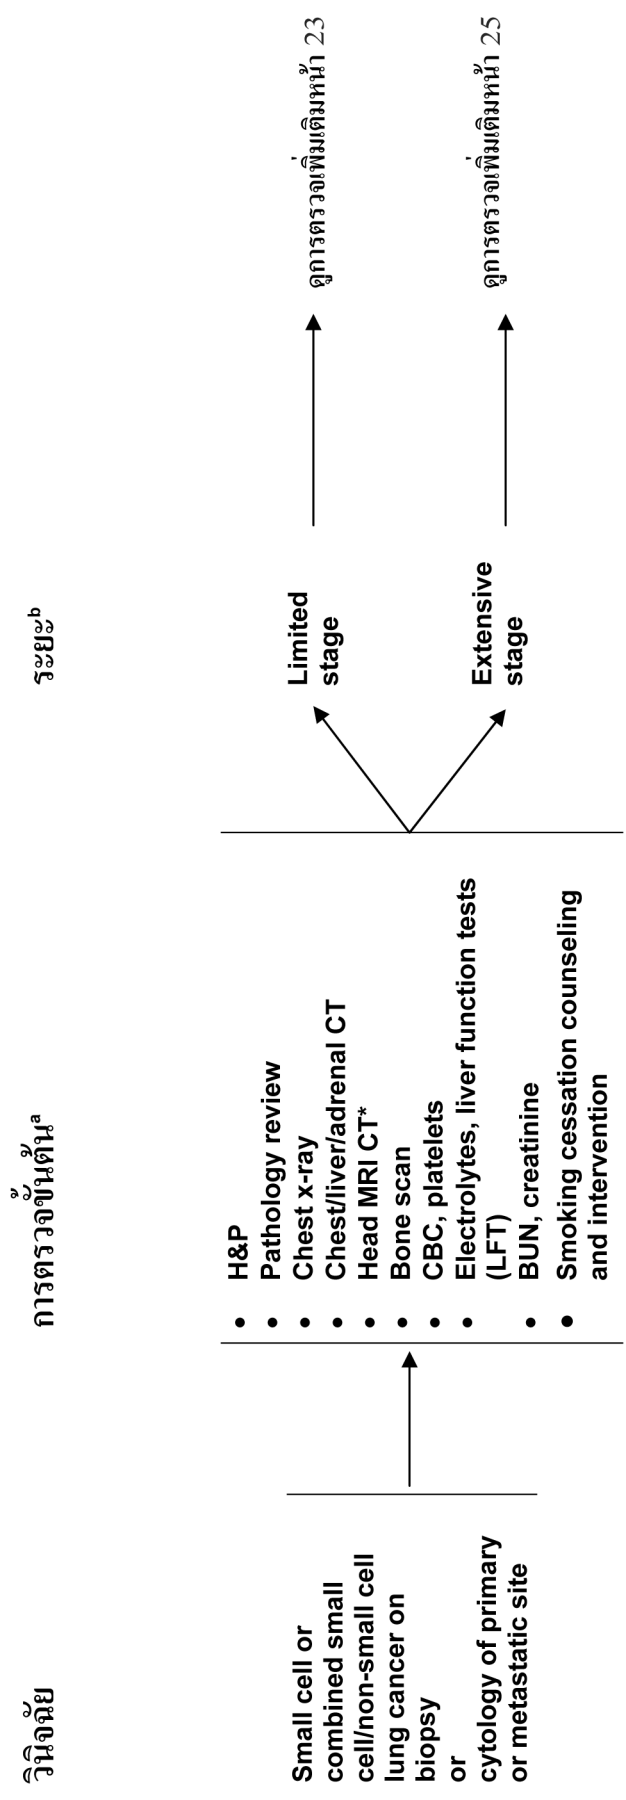 วินิจฉัย
การตรวจขั้นต้นᵃ
ระยะᵇ
Small cell or
combined small
cell/non-small cell
lung cancer on
biopsy
or
cytology of primary
or metastatic site
• H&P
• Pathology review
• Chest x-ray
• Chest/liver/adrenal CT
• Head MRI CT*
• Bone scan
• CBC, platelets
• Electrolytes, liver function tests
(LFT)
• BUN, creatinine
• Smoking cessation counseling
and intervention
Limited
stage
ดูการตรวจเพิ่มเติมหน้า 23
Extensive
stage
ดูการตรวจเพิ่มเติมหน้า 25